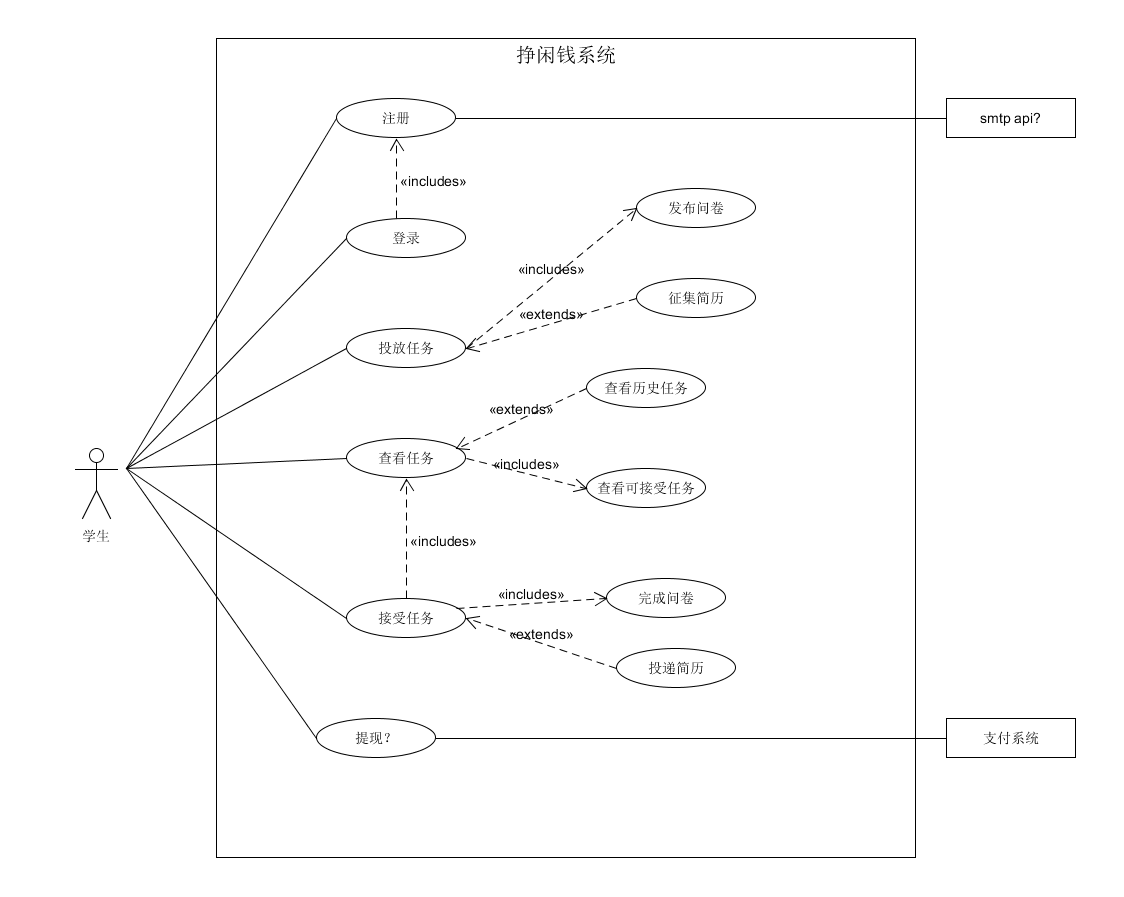 挣闲钱系统
注册
smtp api?
«includes»
发布问卷
登录
«includes»
征集简历
«extends»
投放任务
查看历史任务
«extends»
查看任务
«includes»
查看可接受任务
学生
«includes»
«includes»
完成问卷
接受任务
«extends»
投递简历
提现?
支付系统